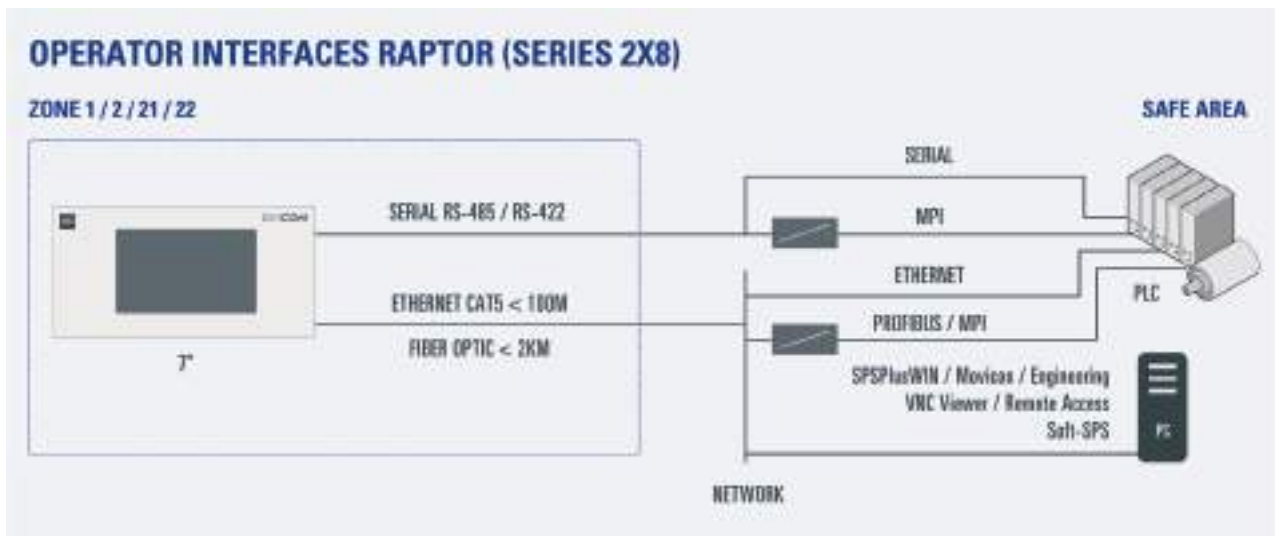 OPERATOR INTERFACES RAPTOR (SERIES 2X8)
ZONE 1 / 2 / 21 / 22
SAFE AREA
SERIAL
SERIAL RS-485 / RS-422
MPI
ETHERNET
ETHERNET CAT5 < 100M
PLC
PROFIBUS / MPI
FIBER OPTIC < 2KM
7"
SPSPlusWIN / Movicon / Engineering
VNC Viewer / Remote Access
Soft-SPS
PC
NETWORK